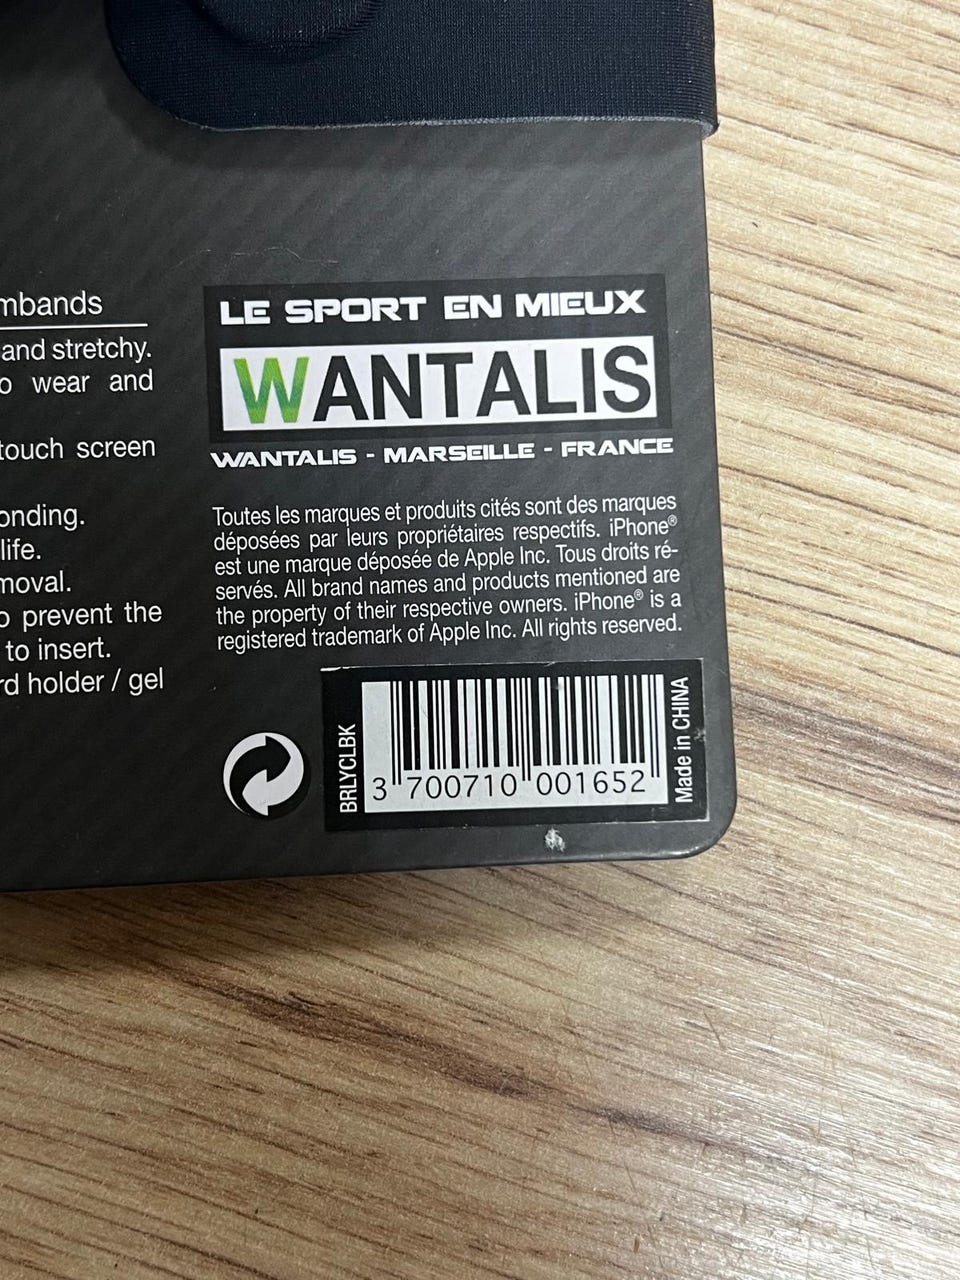 mbands
and stretchy.
wear and
touch screen
onding.
life.
moval.
prevent the
to insert.
rd holder / gel
LE SPORT EN MIEUX
WANTALIS
WANTALIS - MARSEILLE - FRANCE
Toutes les marques et produits cités sont des marques
déposées par leurs propriétaires respectifs. iPhone®
est une marque déposée de Apple Inc. Tous droits ré-
servés. All brand names and products mentioned are
the property of their respective owners. iPhone® is a
registered trademark of Apple Inc. All rights reserved.
BRLYCLBK
3 700710 001652
Made in CHINA